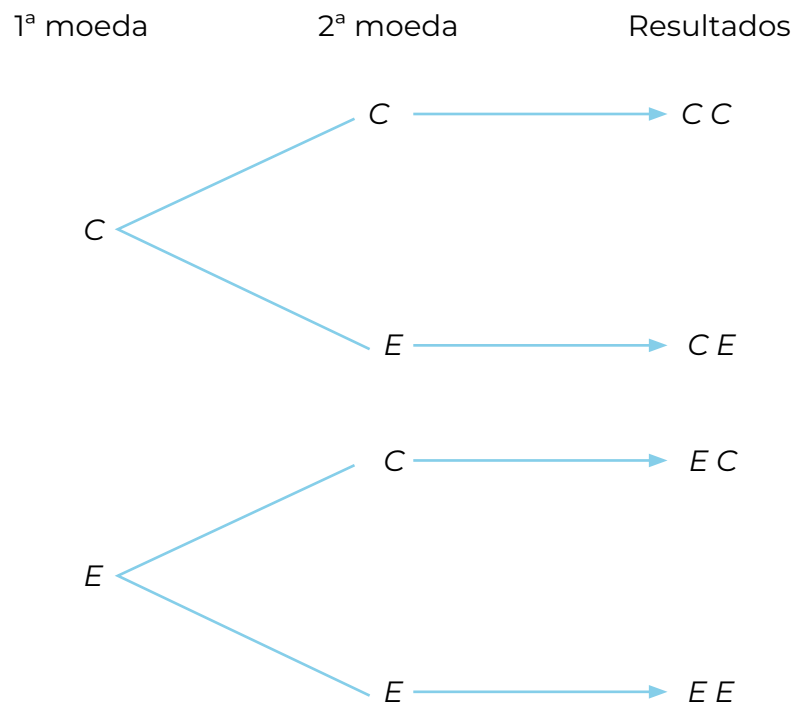 1ª moeda 2ª moeda Resultados
C C C
C
E C E
C E C
E
E E E